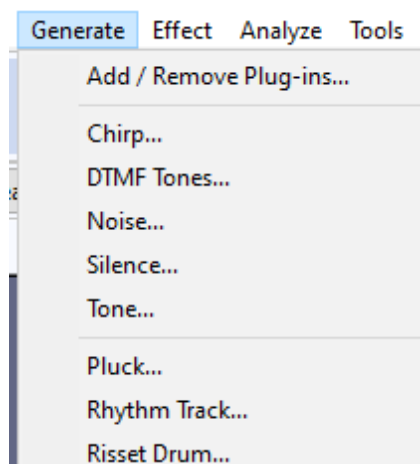 Generate Effect Analyze Tools
Add / Remove Plug-ins...
Chirp...
DTMF Tones...
Noise...
Silence...
Tone...
Pluck...
Rhythm Track...
Risset Drum...